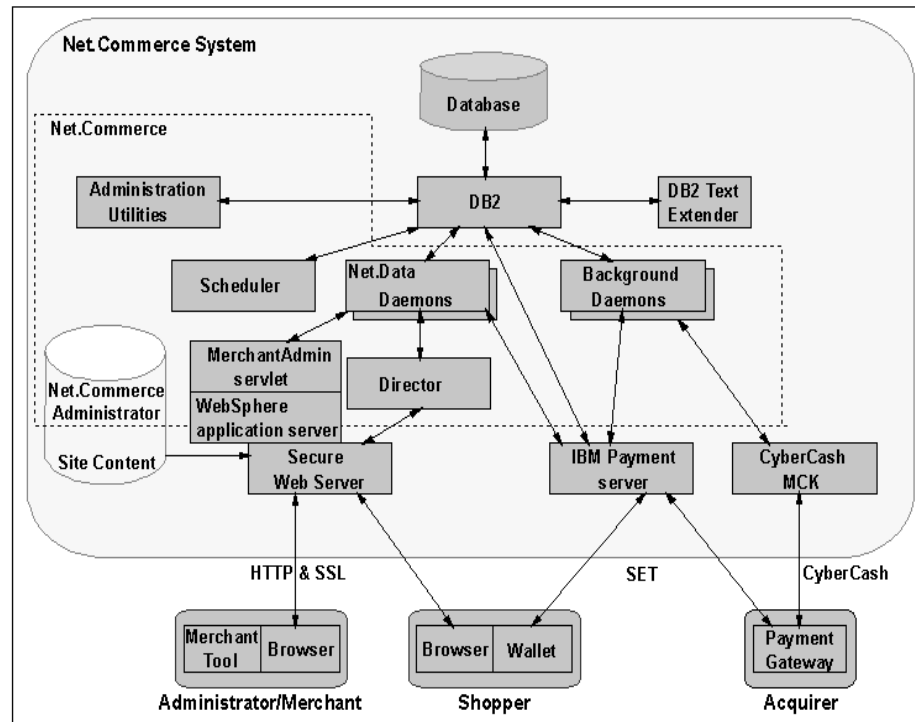 Net.Commerce System
Database
Net.Commerce
Administration
Utilities
DB2
DB2 Text
Extender
Scheduler
Net.Data
Daemons
Background
Daemons
MerchantAdmin
servlet
WebSphere
application server
Director
Net.Commerce
Administrator
Site Content
Secure
Web Server
IBM Payment
server
CyberCash
MCK
HTTP & SSL
SET
CyberCash
Merchant
Tool
Browser
Browser
Wallet
Payment
Gateway
Administrator/Merchant
Shopper
Acquirer